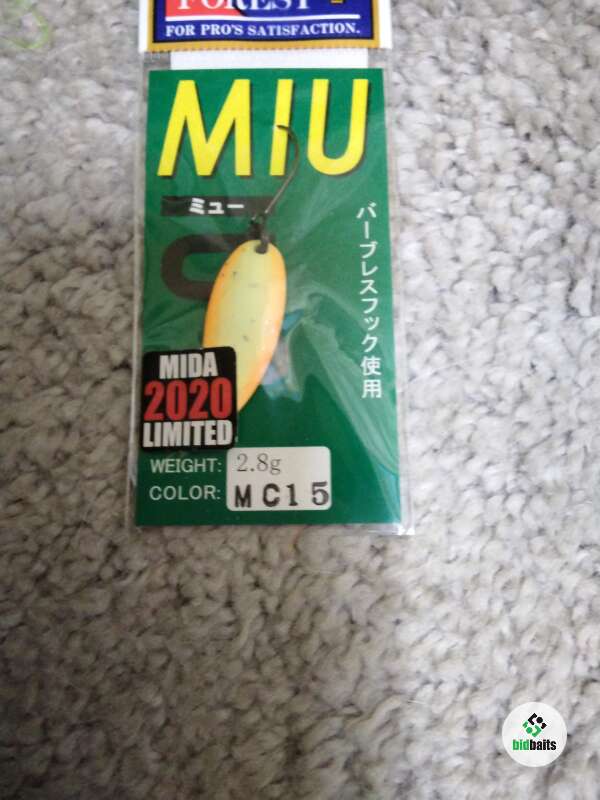 FOREST
FOR PRO'S SATISFACTION.
MIU
ミュー
バーブレスフック使用
MIDA
2020
LIMITED
WEIGHT: 2.8g
COLOR: MC15
bidbaits